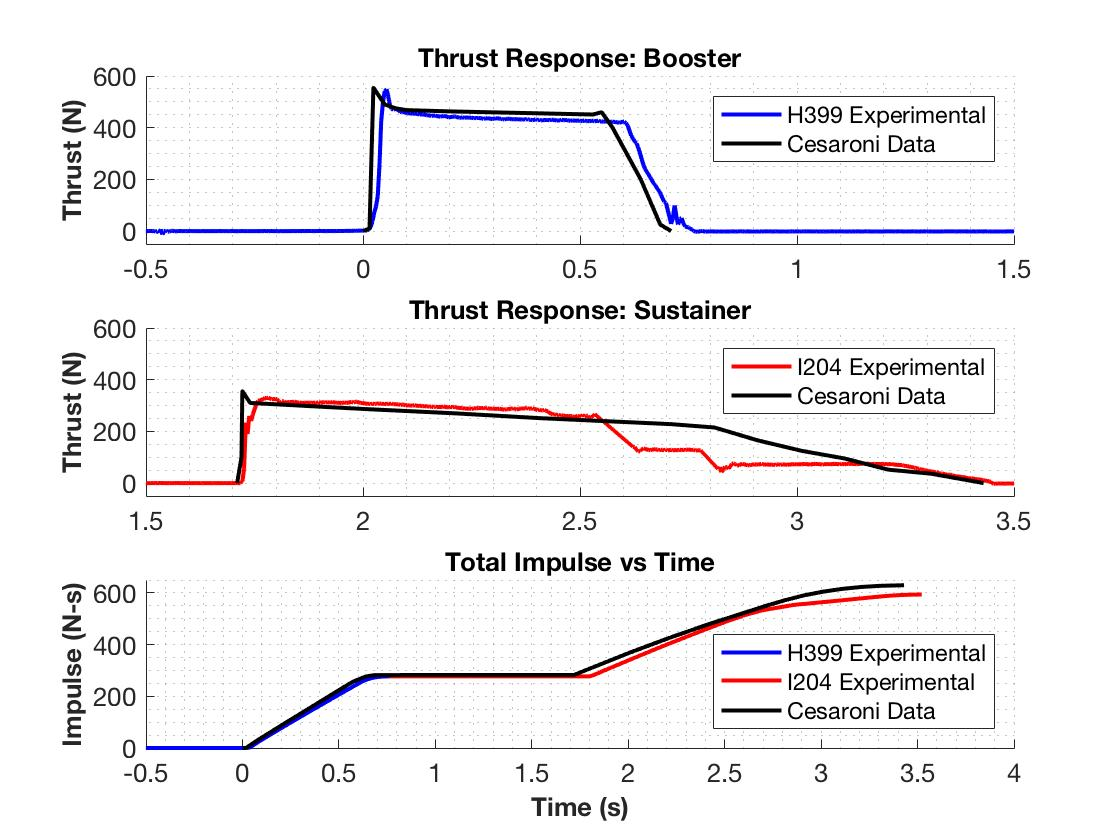 Thrust Response: Booster
Thrust (N)
600
400
200
0
-0.5
0
0.5
1
1.5
H399 Experimental
Cesaroni Data
Thrust Response: Sustainer
Thrust (N)
600
400
200
0
1.5
2
2.5
3
3.5
I204 Experimental
Cesaroni Data
Total Impulse vs Time
Impulse (N-s)
600
400
200
0
-0.5
0
0.5
1
1.5
2
2.5
3
3.5
4
H399 Experimental
I204 Experimental
Cesaroni Data
Time (s)